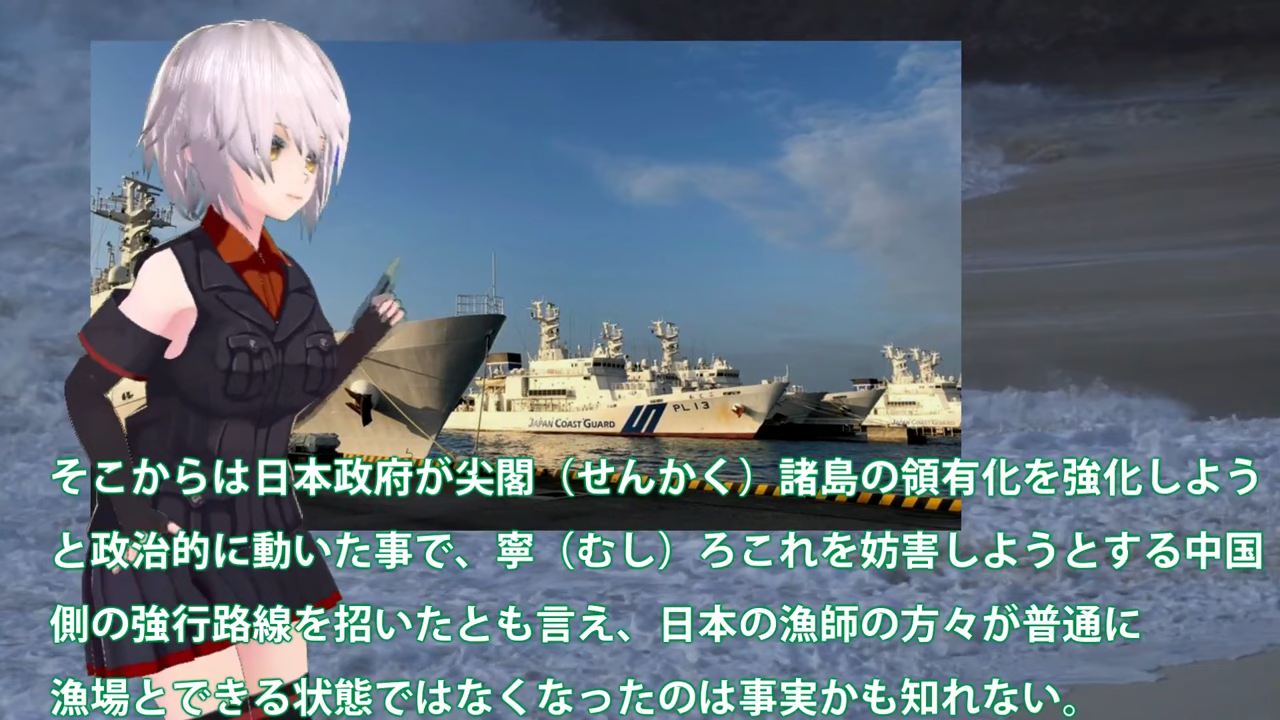 JAPAN COAST GUARD
PL 13
そこからは日本政府が尖閣（せんかく）諸島の領有化を強化しよう
と政治的に動いた事で、寧（むし）ろこれを妨害しようとする中国
側の強行路線を招いたとも言え、日本の漁師の方々が普通に
漁場とできる状態ではなくなったのは事実かも知れない。